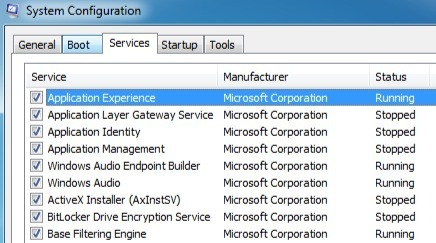 System Configuration
General Boot Services Startup Tools
Service Manufacturer Status
Application Experience Microsoft Corporation Running
Application Layer Gateway Service Microsoft Corporation Stopped
Application Identity Microsoft Corporation Stopped
Application Management Microsoft Corporation Stopped
Windows Audio Endpoint Builder Microsoft Corporation Running
Windows Audio Microsoft Corporation Running
ActiveX Installer (AxInstSV) Microsoft Corporation Stopped
BitLocker Drive Encryption Service Microsoft Corporation Stopped
Base Filtering Engine Microsoft Corporation Running